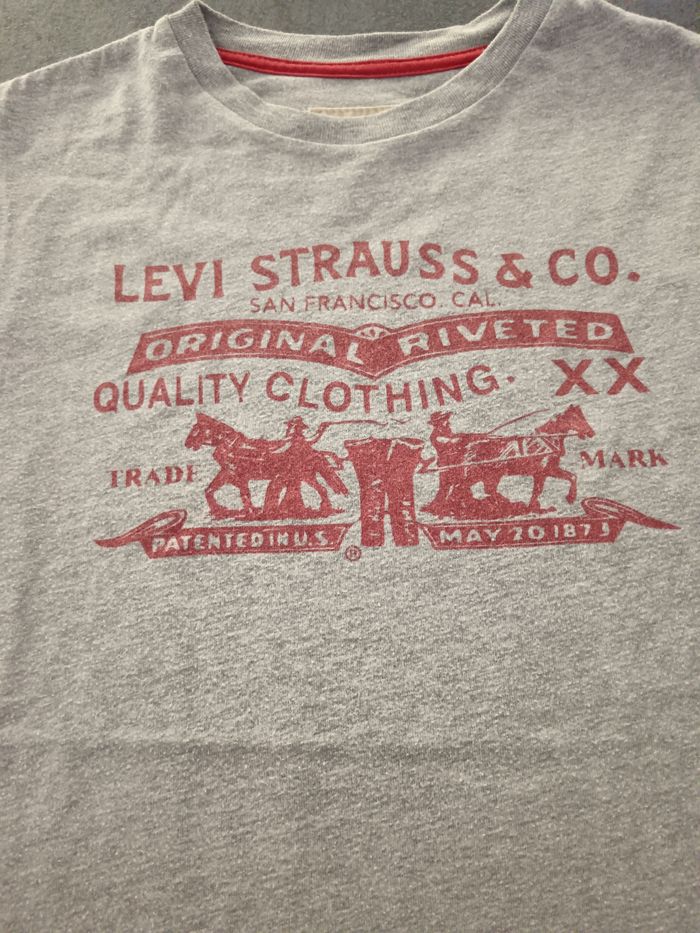 LEVI STRAUSS & CO.
SAN FRANCISCO. CAL.
ORIGINAL RIVETED
QUALITY CLOTHING. XX
TRADE MARK
PATENTED IN U.S. MAY 20 1873
®